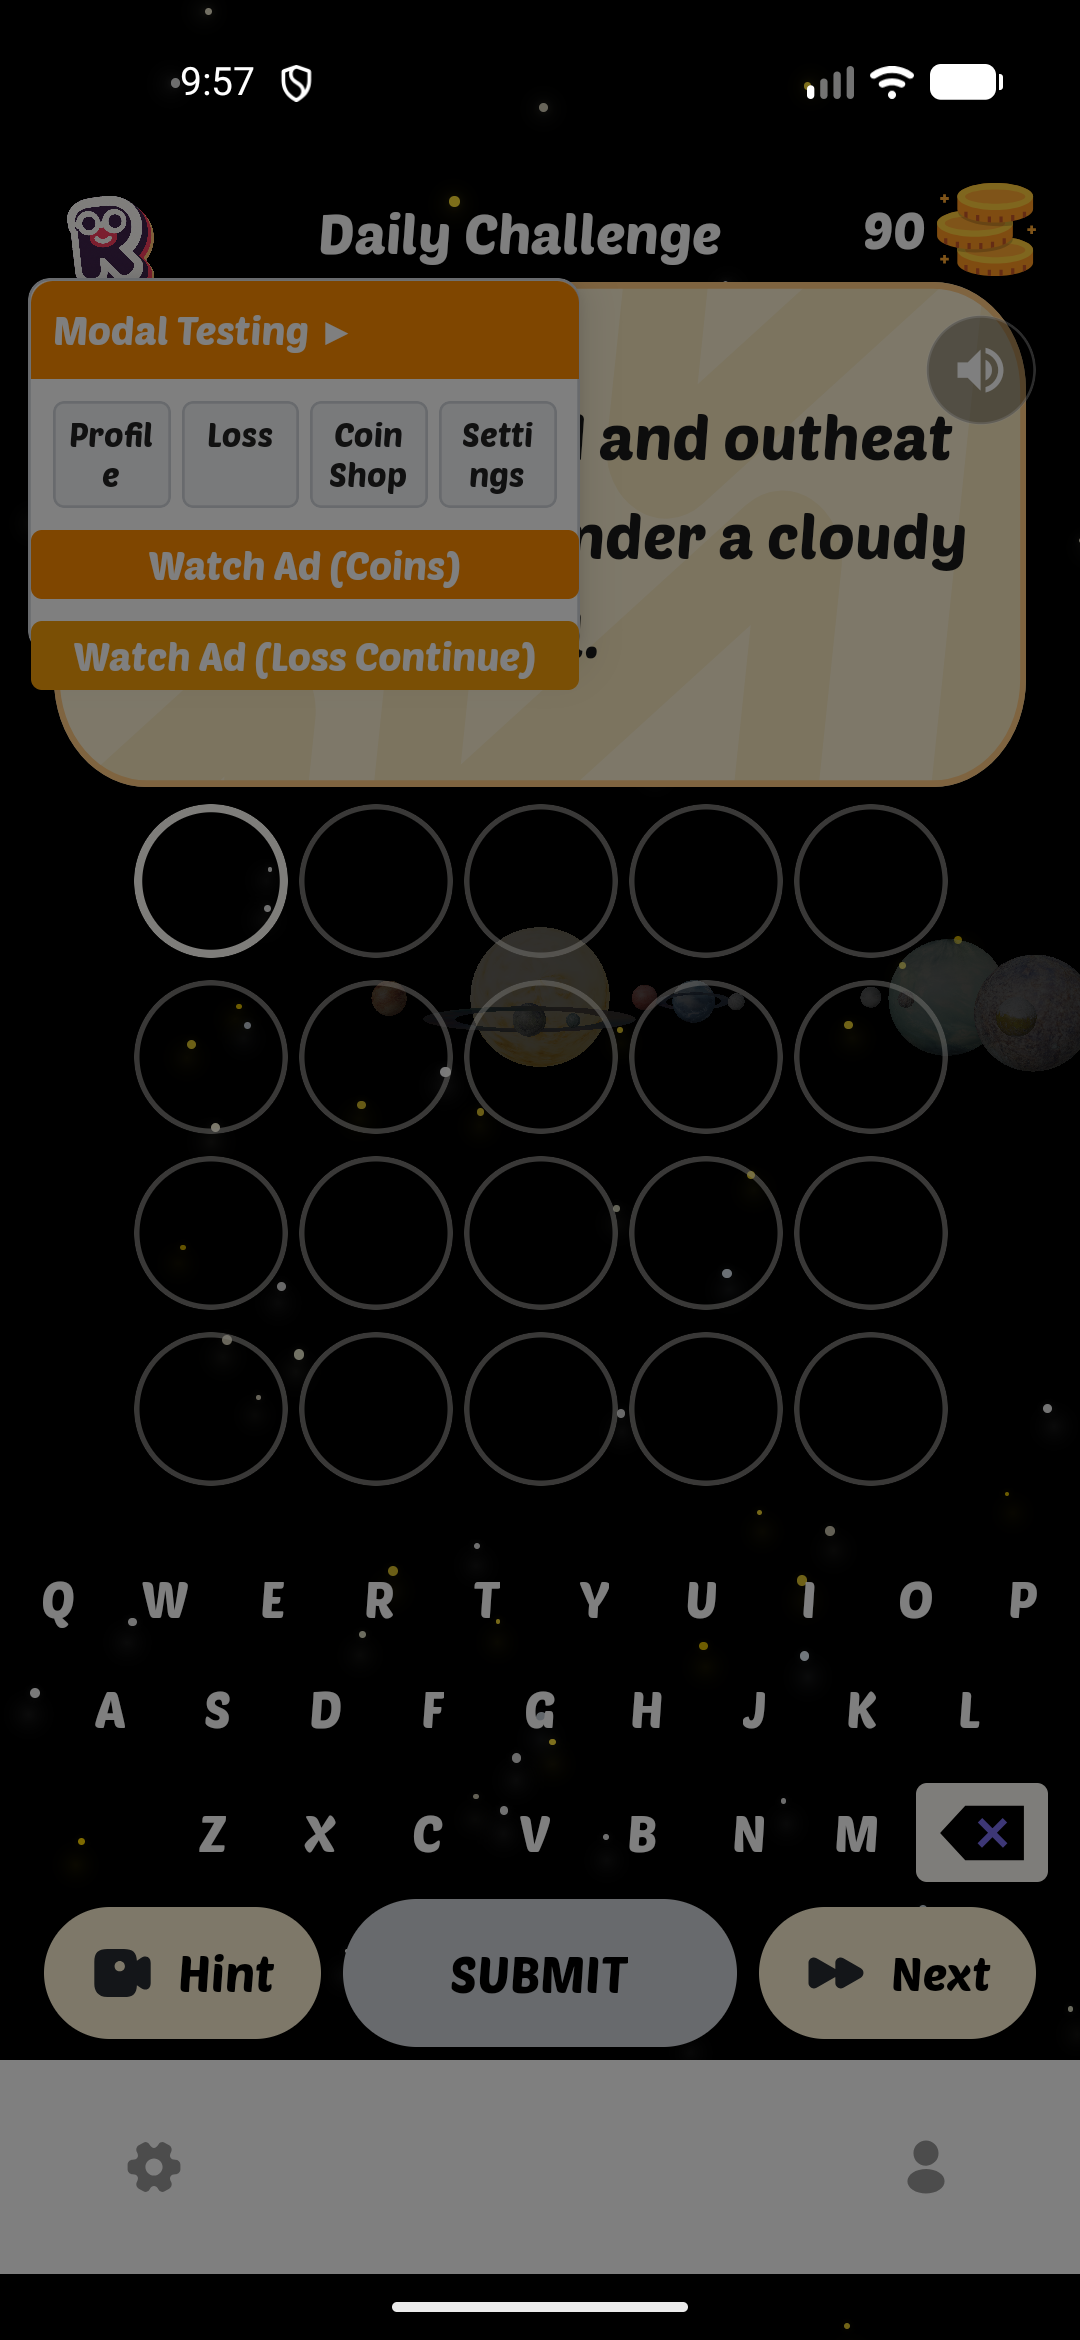 9:57
Daily Challenge
90
Modal Testing ►
Profil
e
Loss
Coin
Shop
Setti
ngs
and outheat
nder a cloudy
Watch Ad (Coins)
Watch Ad (Loss Continue)
Q W E R T Y U I O P
A S D F G H J K L
Z X C V B N M
Hint
SUBMIT
Next